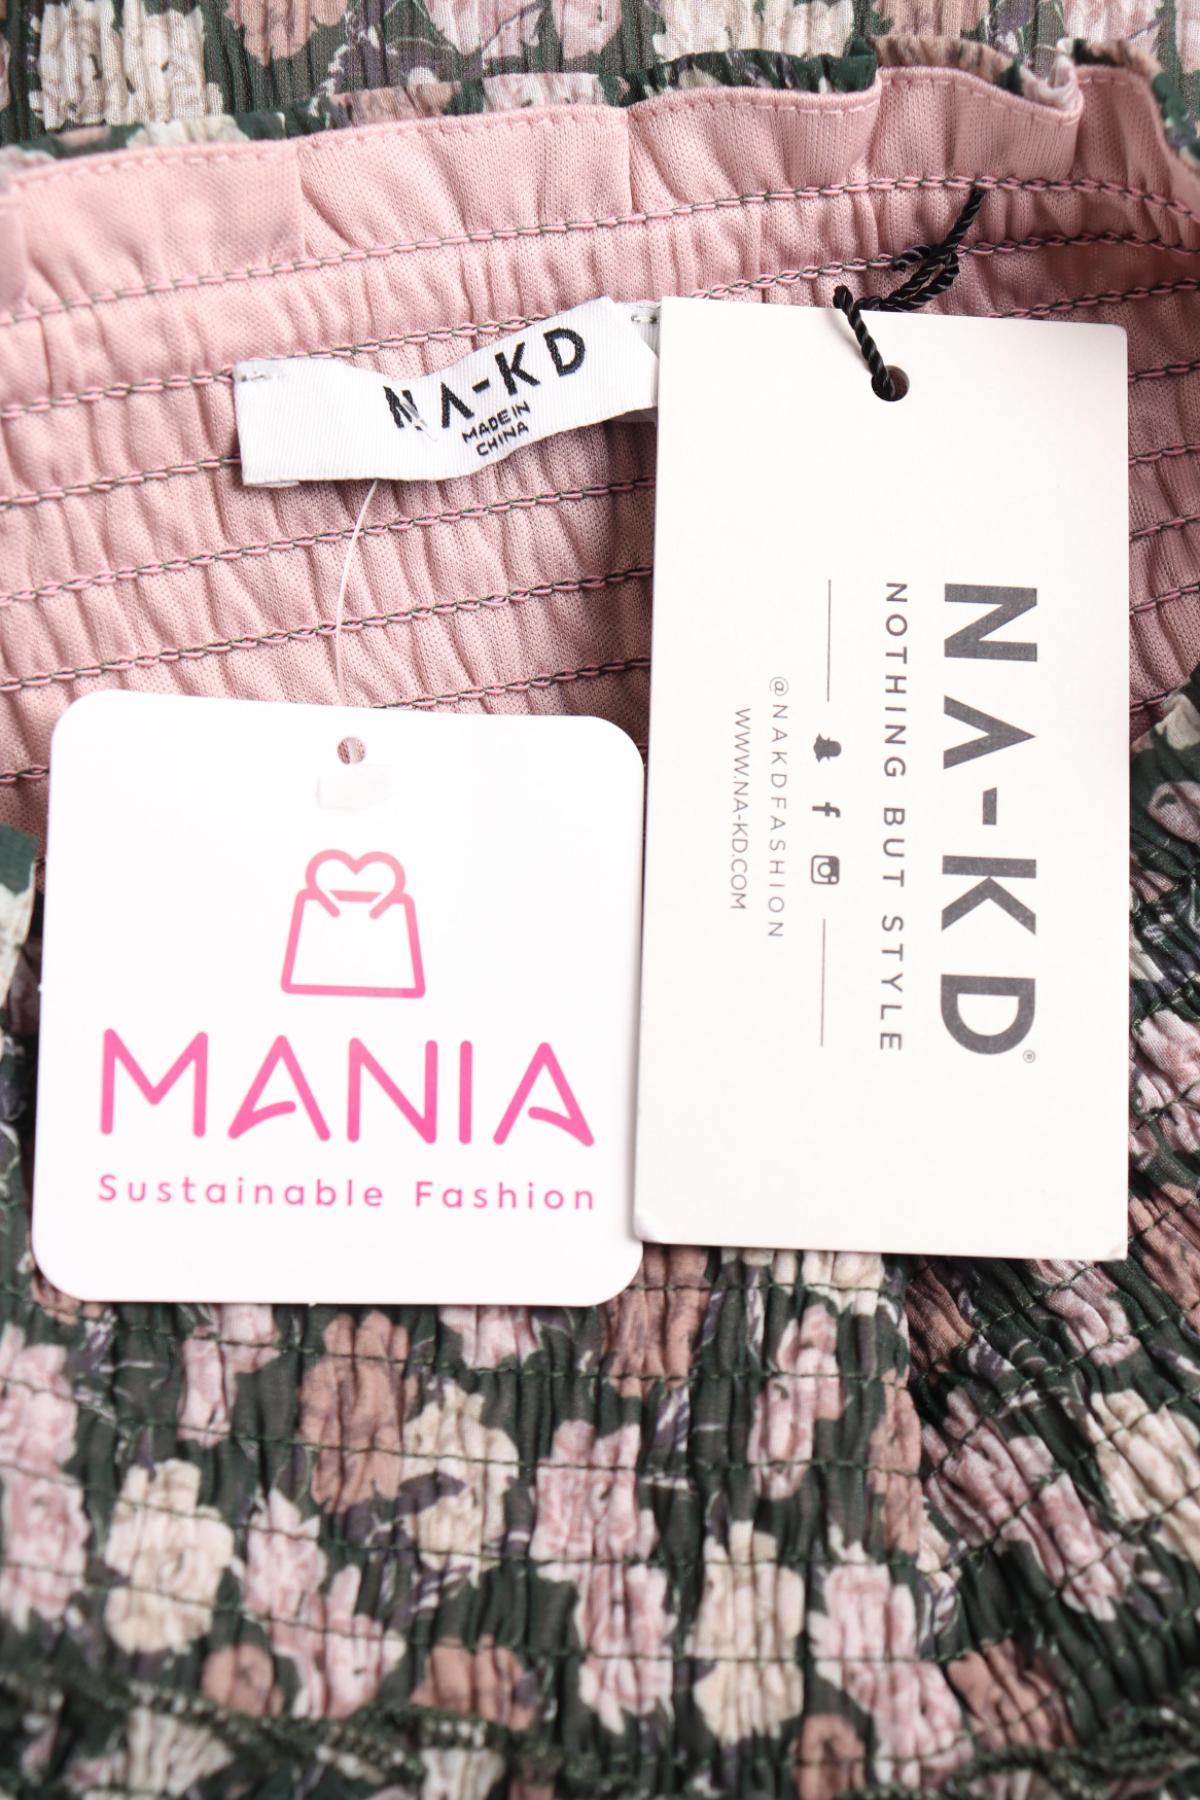 NA-KD
MADE IN
CHINA
NA-KD®
NOTHING BUT STYLE
@NAKDFASHION
WWW.NA-KD.COM
MANIA
Sustainable Fashion